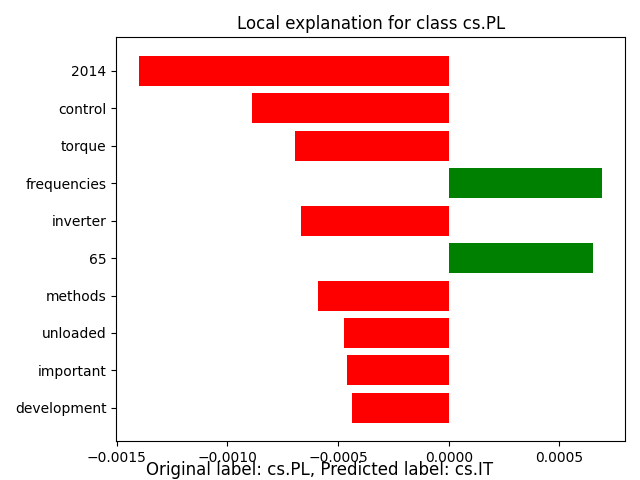 Local explanation for class cs.PL
2014
control
torque
frequencies
inverter
65
methods
unloaded
important
development
−0.0015 −0.0010 −0.0005 0.0000 0.0005
Original label: cs.PL, Predicted label: cs.IT